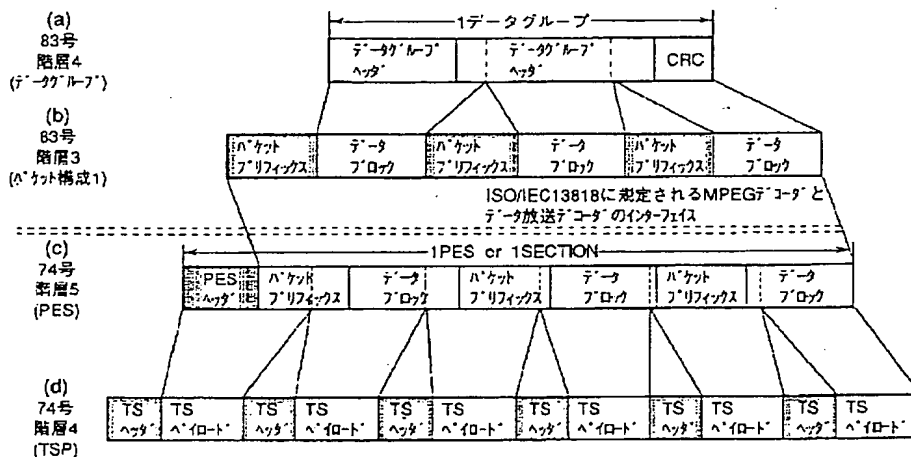 (a)
83号
階層4
(データグループ)
1データグループ
データグループ
ヘッダ
データグループ
ヘッダ
CRC
(b)
83号
階層3
(パケット構成1)
パケット
プリフィックス
データ
ブロック
パケット
プリフィックス
データ
ブロック
パケット
プリフィックス
データ
ブロック
ISO/IEC13818に規定されるMPEGデコーダと
データ放送デコーダのインターフェイス
(c)
74号
階層5
(PES)
1PES or 1SECTION
PES
ヘッダ
パケット
プリフィックス
データ
ブロック
パケット
プリフィックス
データ
ブロック
パケット
プリフィックス
データ
ブロック
(d)
74号
階層4
(TSP)
TS
ヘッダ
TS
ペイロード
TS
ヘッダ
TS
ペイロード
TS
ヘッダ
TS
ペイロード
TS
ヘッダ
TS
ペイロード
TS
ヘッダ
TS
ペイロード
TS
ヘッダ
TS
ペイロード